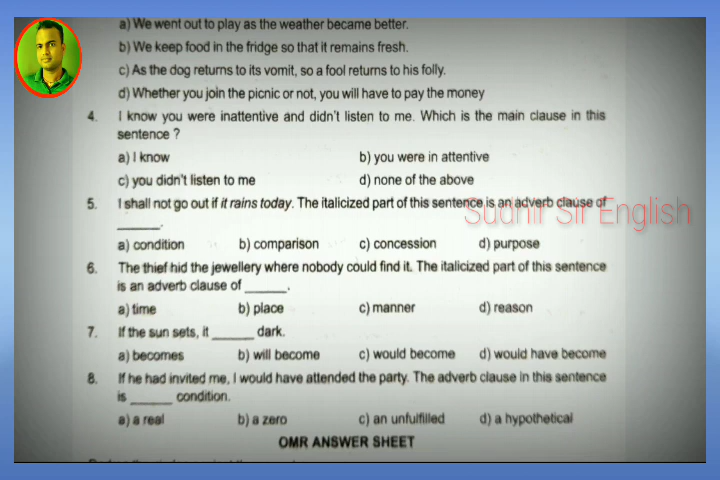 a) We went out to play as the weather became better.
b) We keep food in the fridge so that it remains fresh.
c) As the dog returns to its vomit, so a fool returns to his folly.
d) Whether you join the picnic or not, you will have to pay the money
4. I know you were inattentive and didn't listen to me. Which is the main clause in this
sentence ?
a) I know b) you were in attentive
c) you didn't listen to me d) none of the above
5. I shall not go out if it rains today. The italicized part of this sentence is an adverb clause of
______.
Sudhir Sir English
a) condition b) comparison c) concession d) purpose
6. The thief hid the jewellery where nobody could find it. The italicized part of this sentence
is an adverb clause of ______.
a) time b) place c) manner d) reason
7. If the sun sets, it ______ dark.
a) becomes b) will become c) would become d) would have become
8. If he had invited me, I would have attended the party. The adverb clause in this sentence
is ______ condition.
a) a real b) a zero c) an unfulfilled d) a hypothetical
OMR ANSWER SHEET